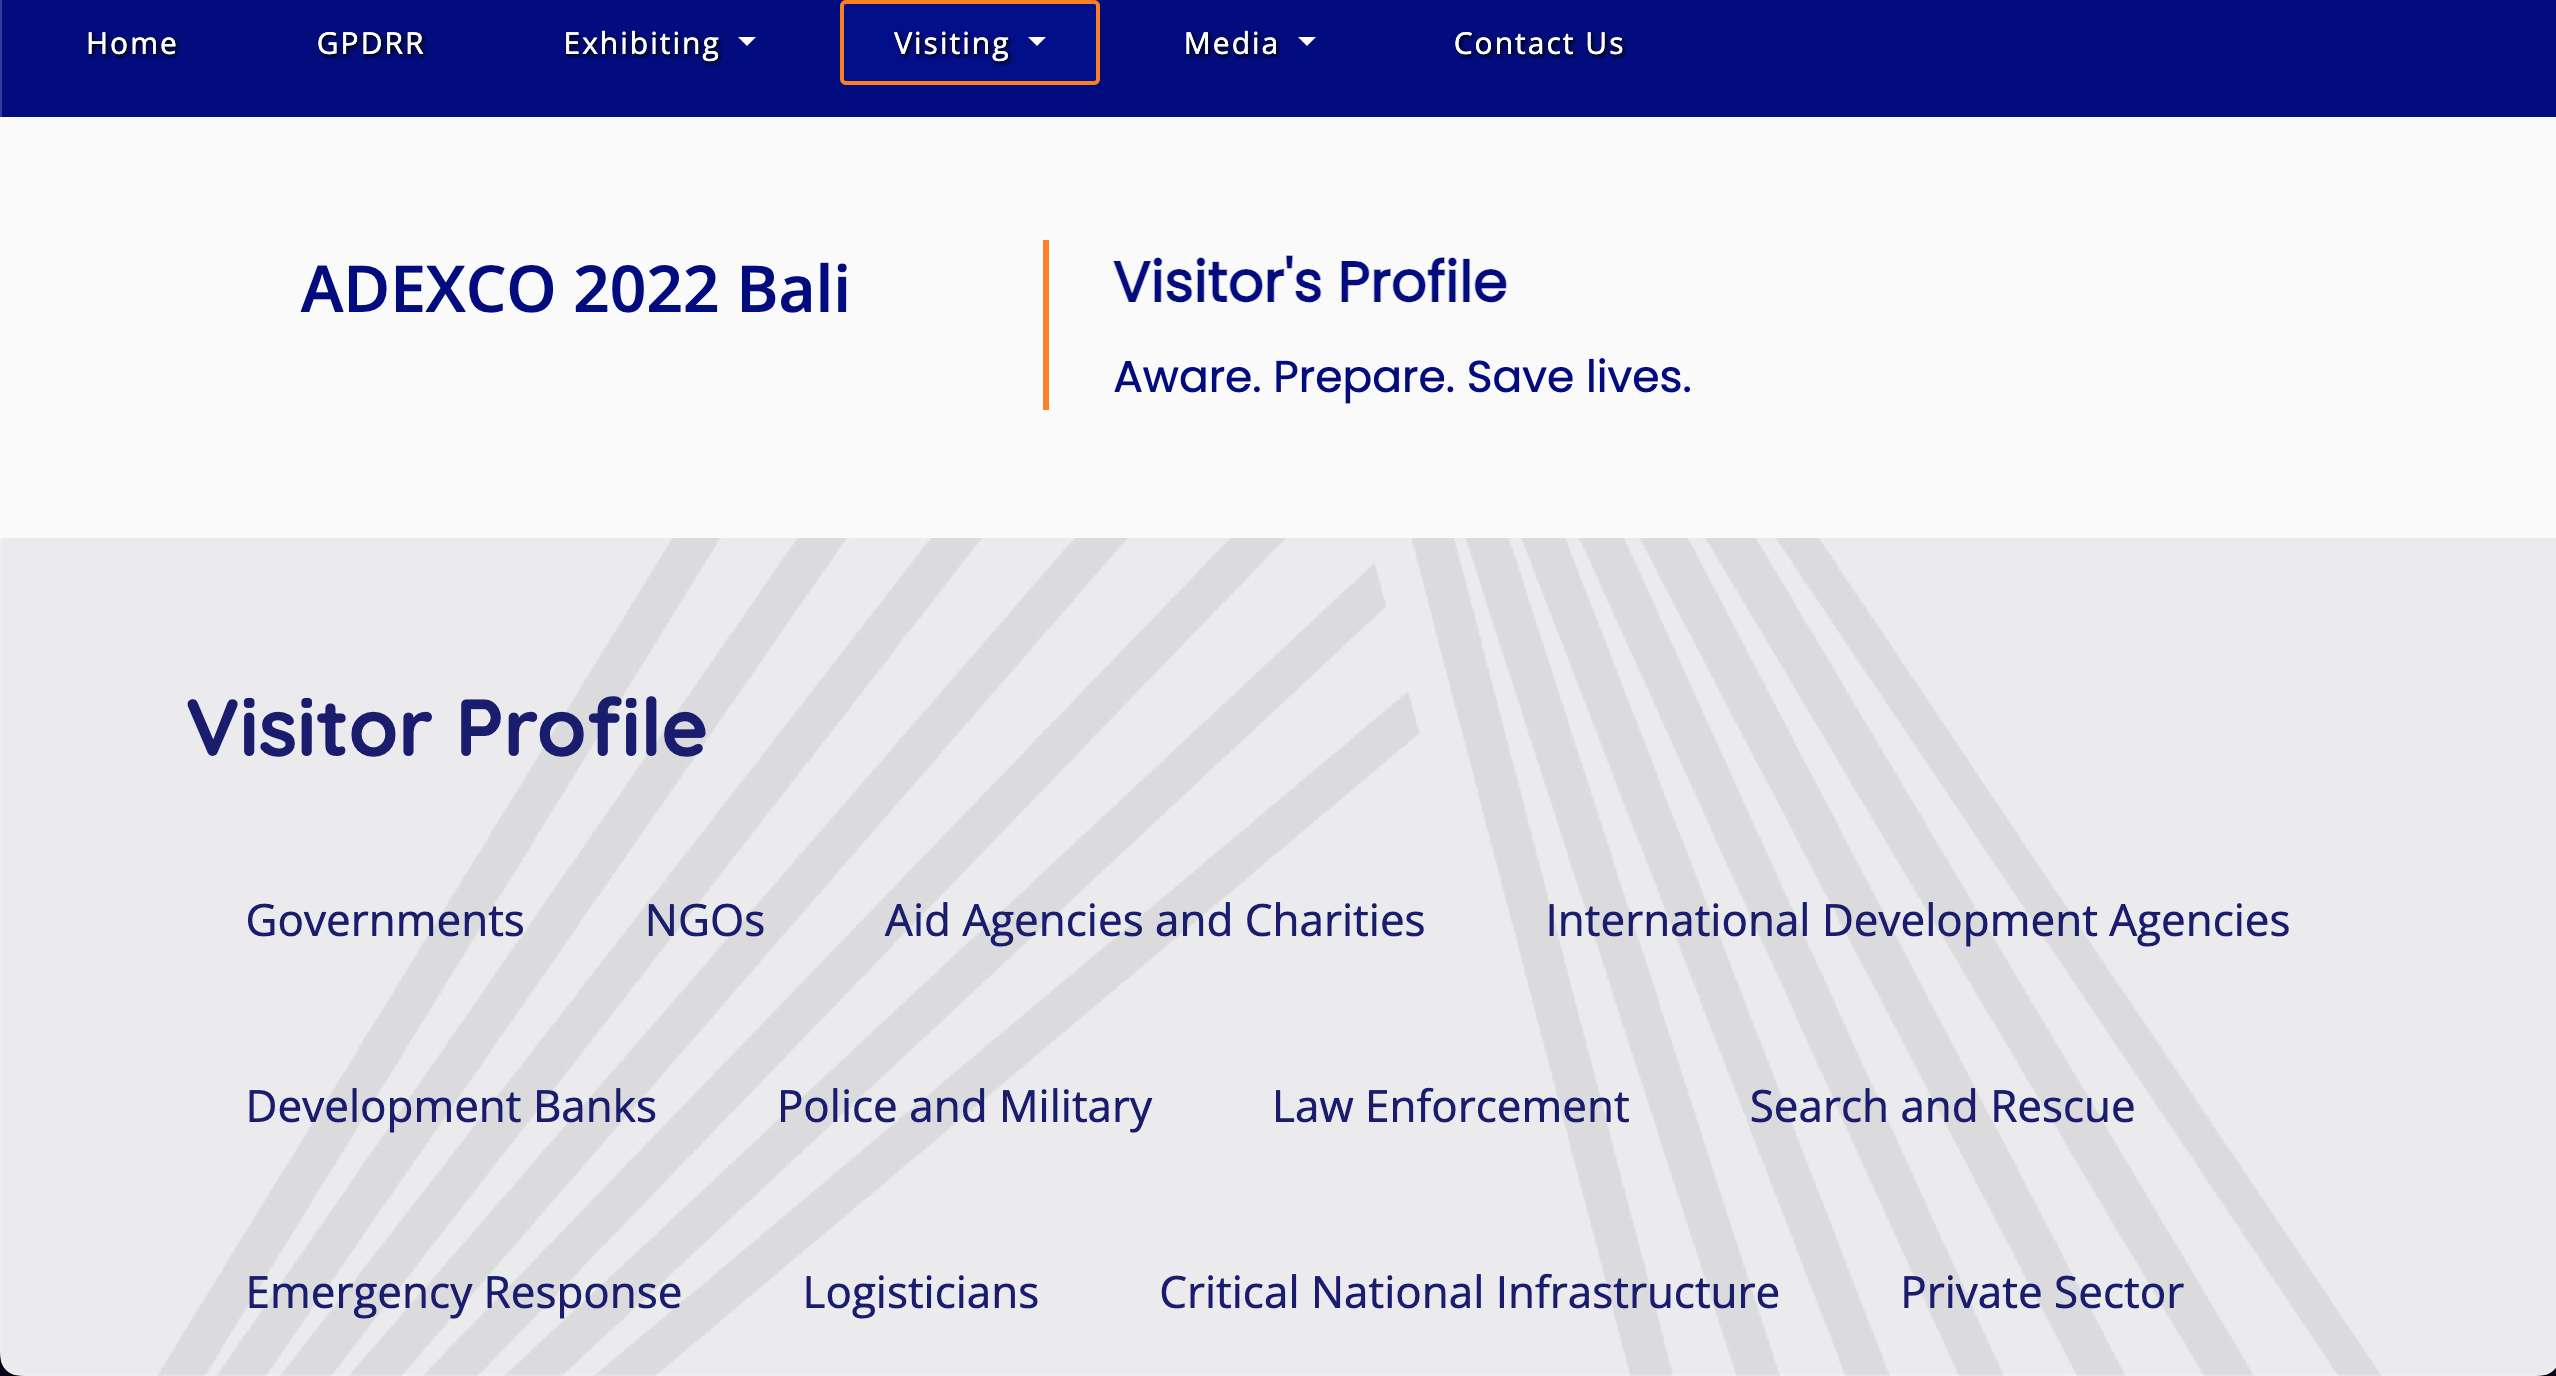 Home GPDRR Exhibiting Visiting Media Contact Us
ADEXCO 2022 Bali
Visitor's Profile
Aware. Prepare. Save lives.
Visitor Profile
Governments NGOs Aid Agencies and Charities International Development Agencies
Development Banks Police and Military Law Enforcement Search and Rescue
Emergency Response Logisticians Critical National Infrastructure Private Sector